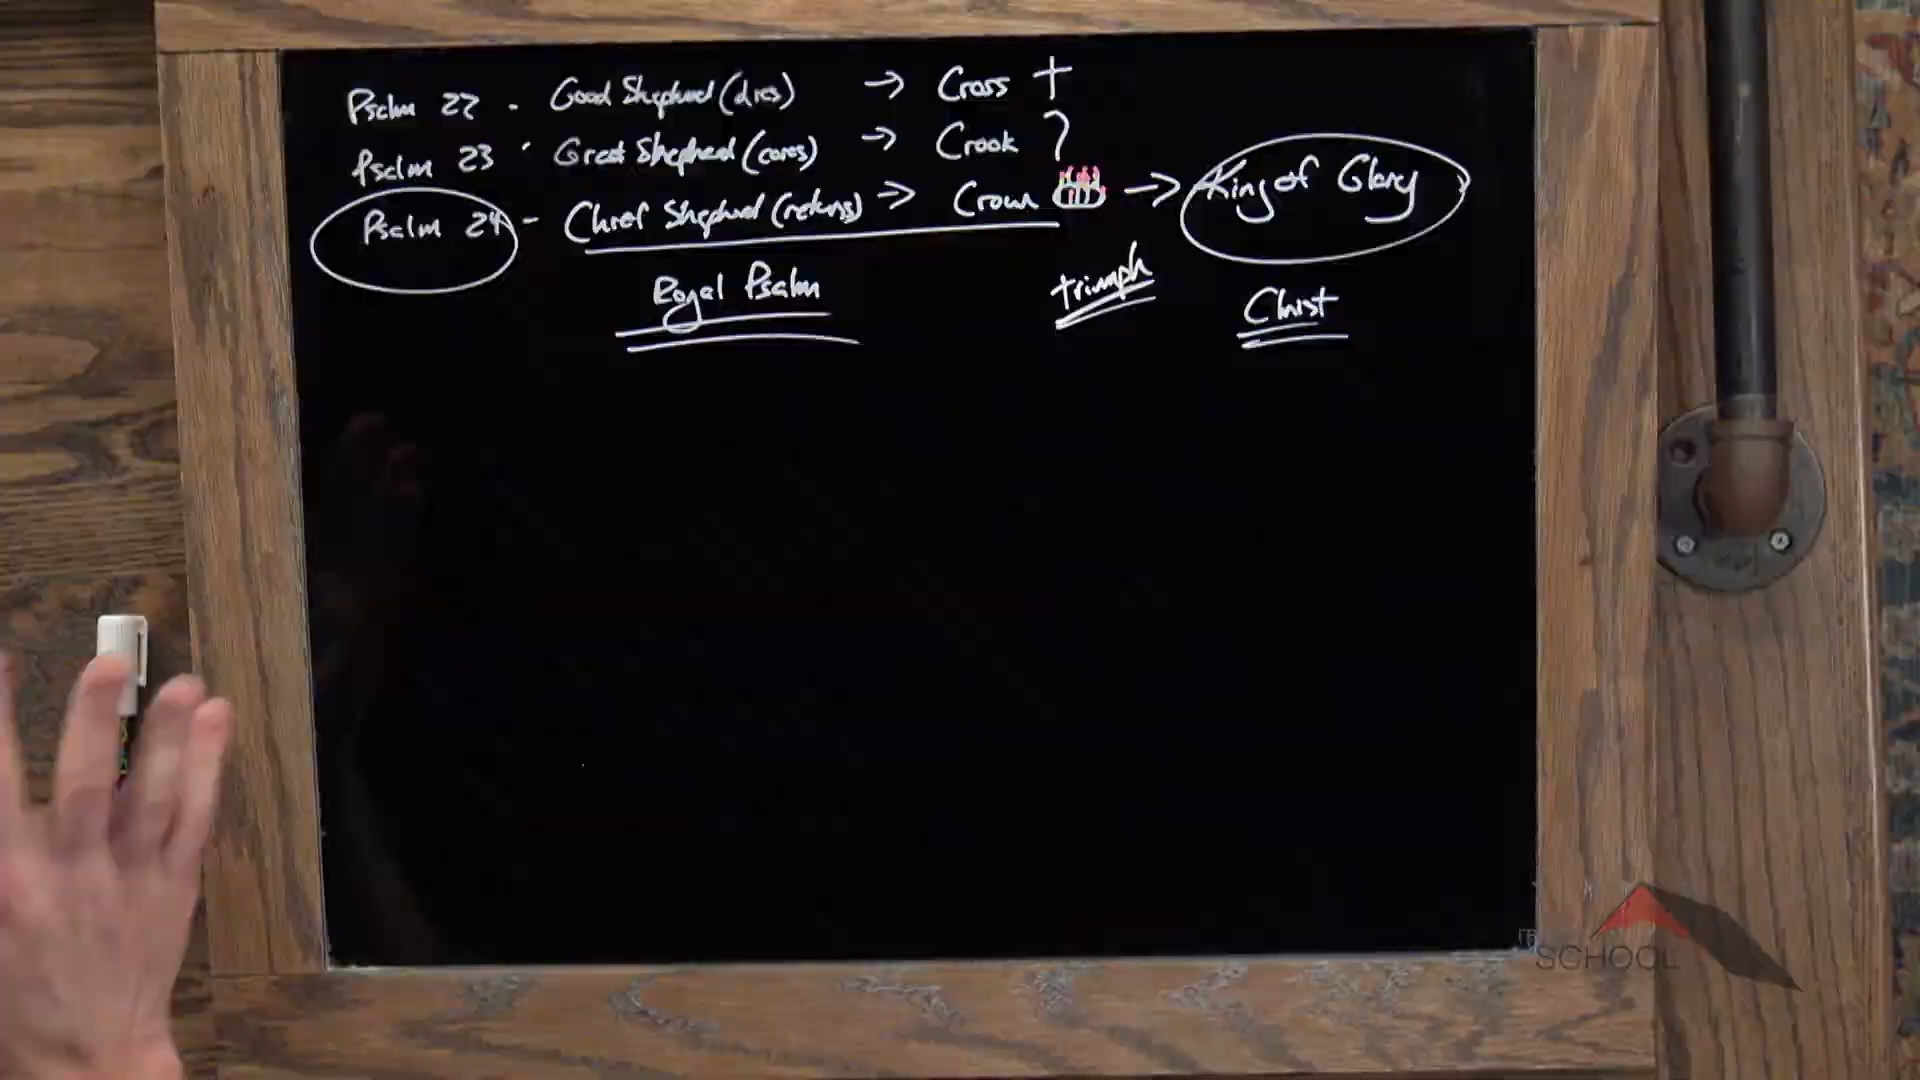 Psalm 22 - Good Shepherd (dies) → Cross
Psalm 23 - Great Shepherd (cares) → Crook
Psalm 24 - Chief Shepherd (returns) → Crown → King of Glory
Royal Psalm triumph Christ
SCHOOL